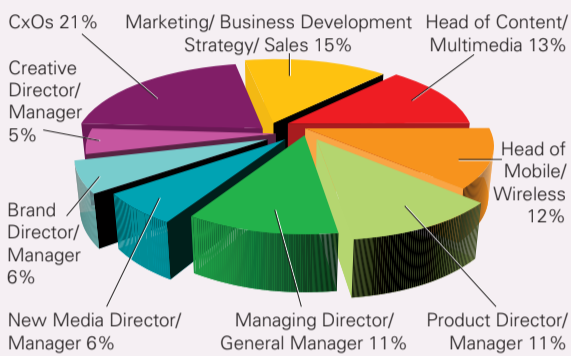 CxOs 21%
Marketing/ Business Development
Strategy/ Sales 15%
Head of Content/
Multimedia 13%
Creative
Director/
Manager
5%
Head of
Mobile/
Wireless
12%
Brand
Director/
Manager
6%
New Media Director/
Manager 6%
Managing Director/
General Manager 11%
Product Director/
Manager 11%